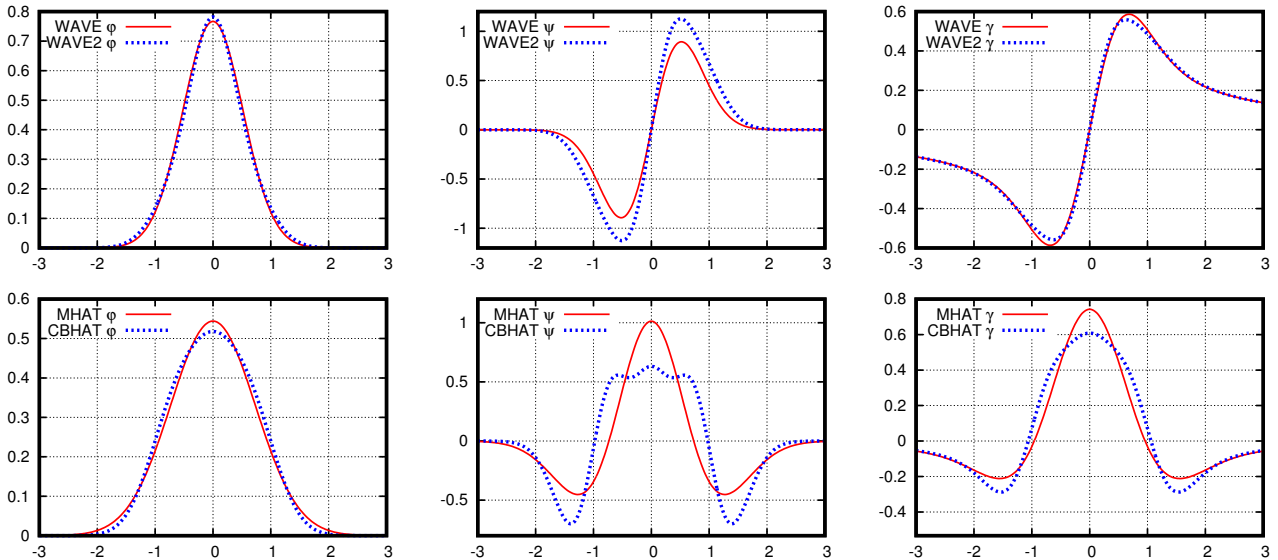 WAVE φ
WAVE2 φ
0.8
0.7
0.6
0.5
0.4
0.3
0.2
0.1
0
-3 -2 -1 0 1 2 3
WAVE ψ
WAVE2 ψ
1
0.5
0
-0.5
-1
-3 -2 -1 0 1 2 3
WAVE γ
WAVE2 γ
0.6
0.4
0.2
0
-0.2
-0.4
-0.6
-3 -2 -1 0 1 2 3
MHAT φ
CBHAT φ
0.6
0.5
0.4
0.3
0.2
0.1
0
-3 -2 -1 0 1 2 3
MHAT ψ
CBHAT ψ
1
0.5
0
-0.5
-3 -2 -1 0 1 2 3
MHAT γ
CBHAT γ
0.8
0.6
0.4
0.2
0
-0.2
-0.4
-3 -2 -1 0 1 2 3